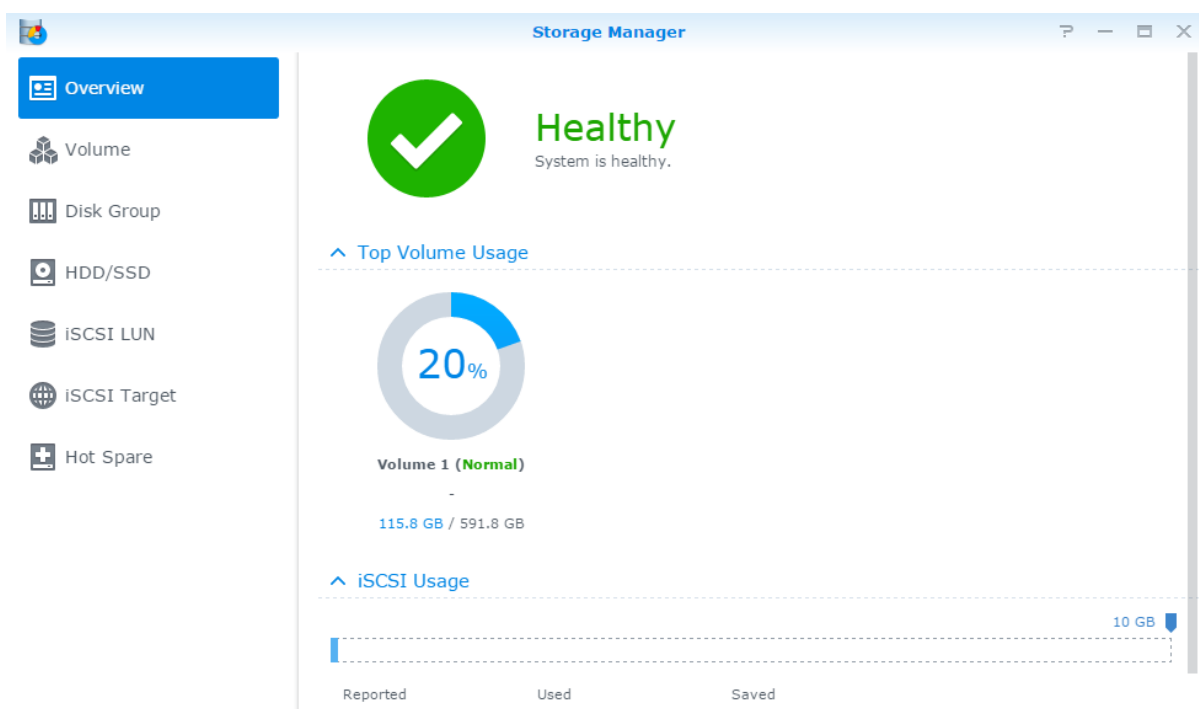 Storage Manager
Overview
Volume
Disk Group
HDD/SSD
iSCSI LUN
iSCSI Target
Hot Spare
Healthy
System is healthy.
Top Volume Usage
20%
Volume 1 (Normal)
-
115.8 GB / 591.8 GB
iSCSI Usage
10 GB
Reported Used Saved